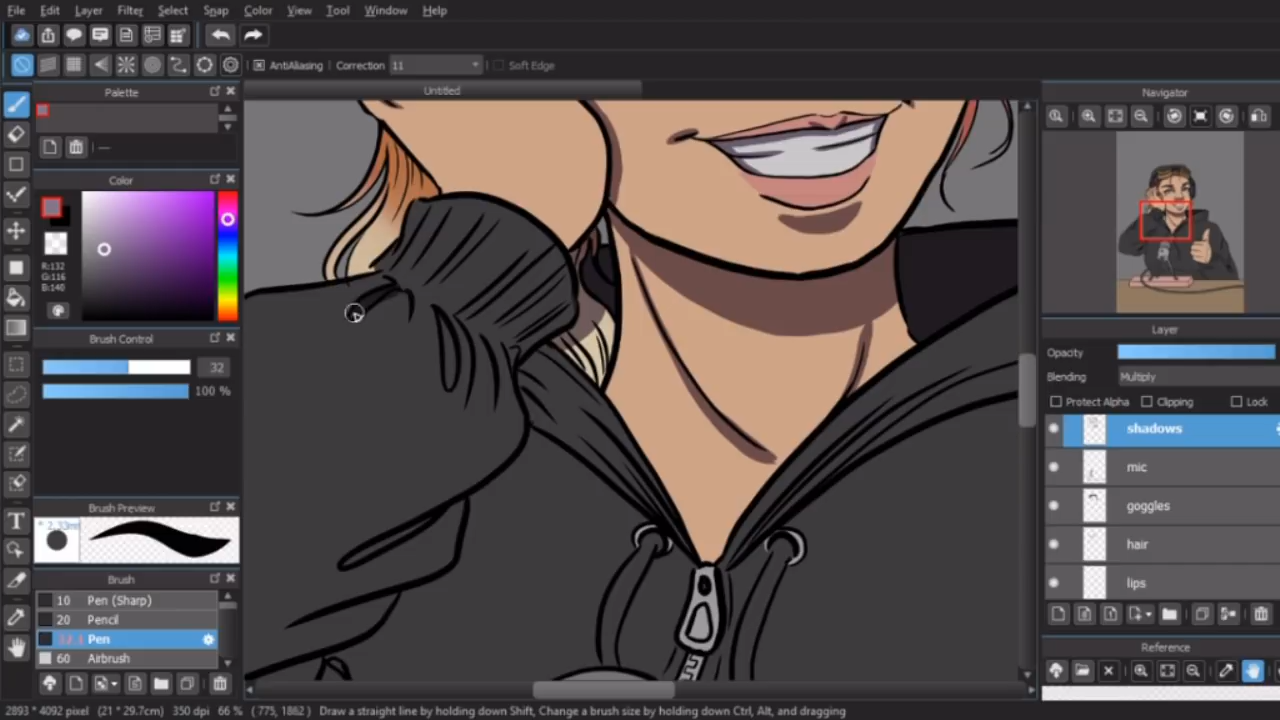 File Edit Layer Filter Select Snap Color View Tool Window Help
AntiAliasing Correction 11 Soft Edge
Palette
Untitled
Navigator
Color
R:132
G:116
B:140
Brush Control
32
100 %
Layer
Opacity
Blending Multiply
Protect Alpha Clipping Lock
shadows
mic
goggles
hair
lips
Brush Preview
Brush
10 Pen (Sharp)
20 Pencil
Pen
60 Airbrush
Reference
2893 * 4092 pixel (21 * 29.7cm) 350 dpi 66 % ( 775, 1862 ) Draw a straight line by holding down Shift, Change a brush size by holding down Ctrl, Alt, and dragging